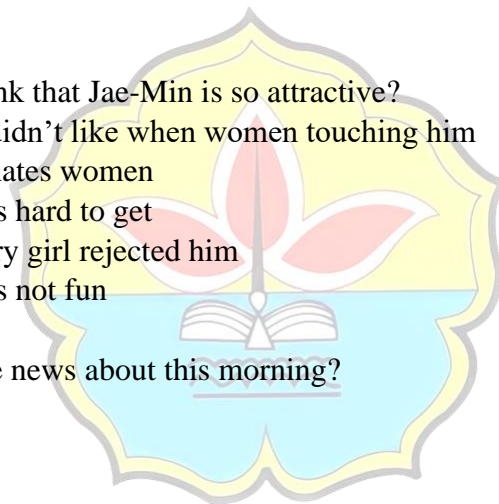 nk that Jae-Min is so attractive?
didn't like when women touching him
ates women
s hard to get
ry girl rejected him
s not fun
e news about this morning?